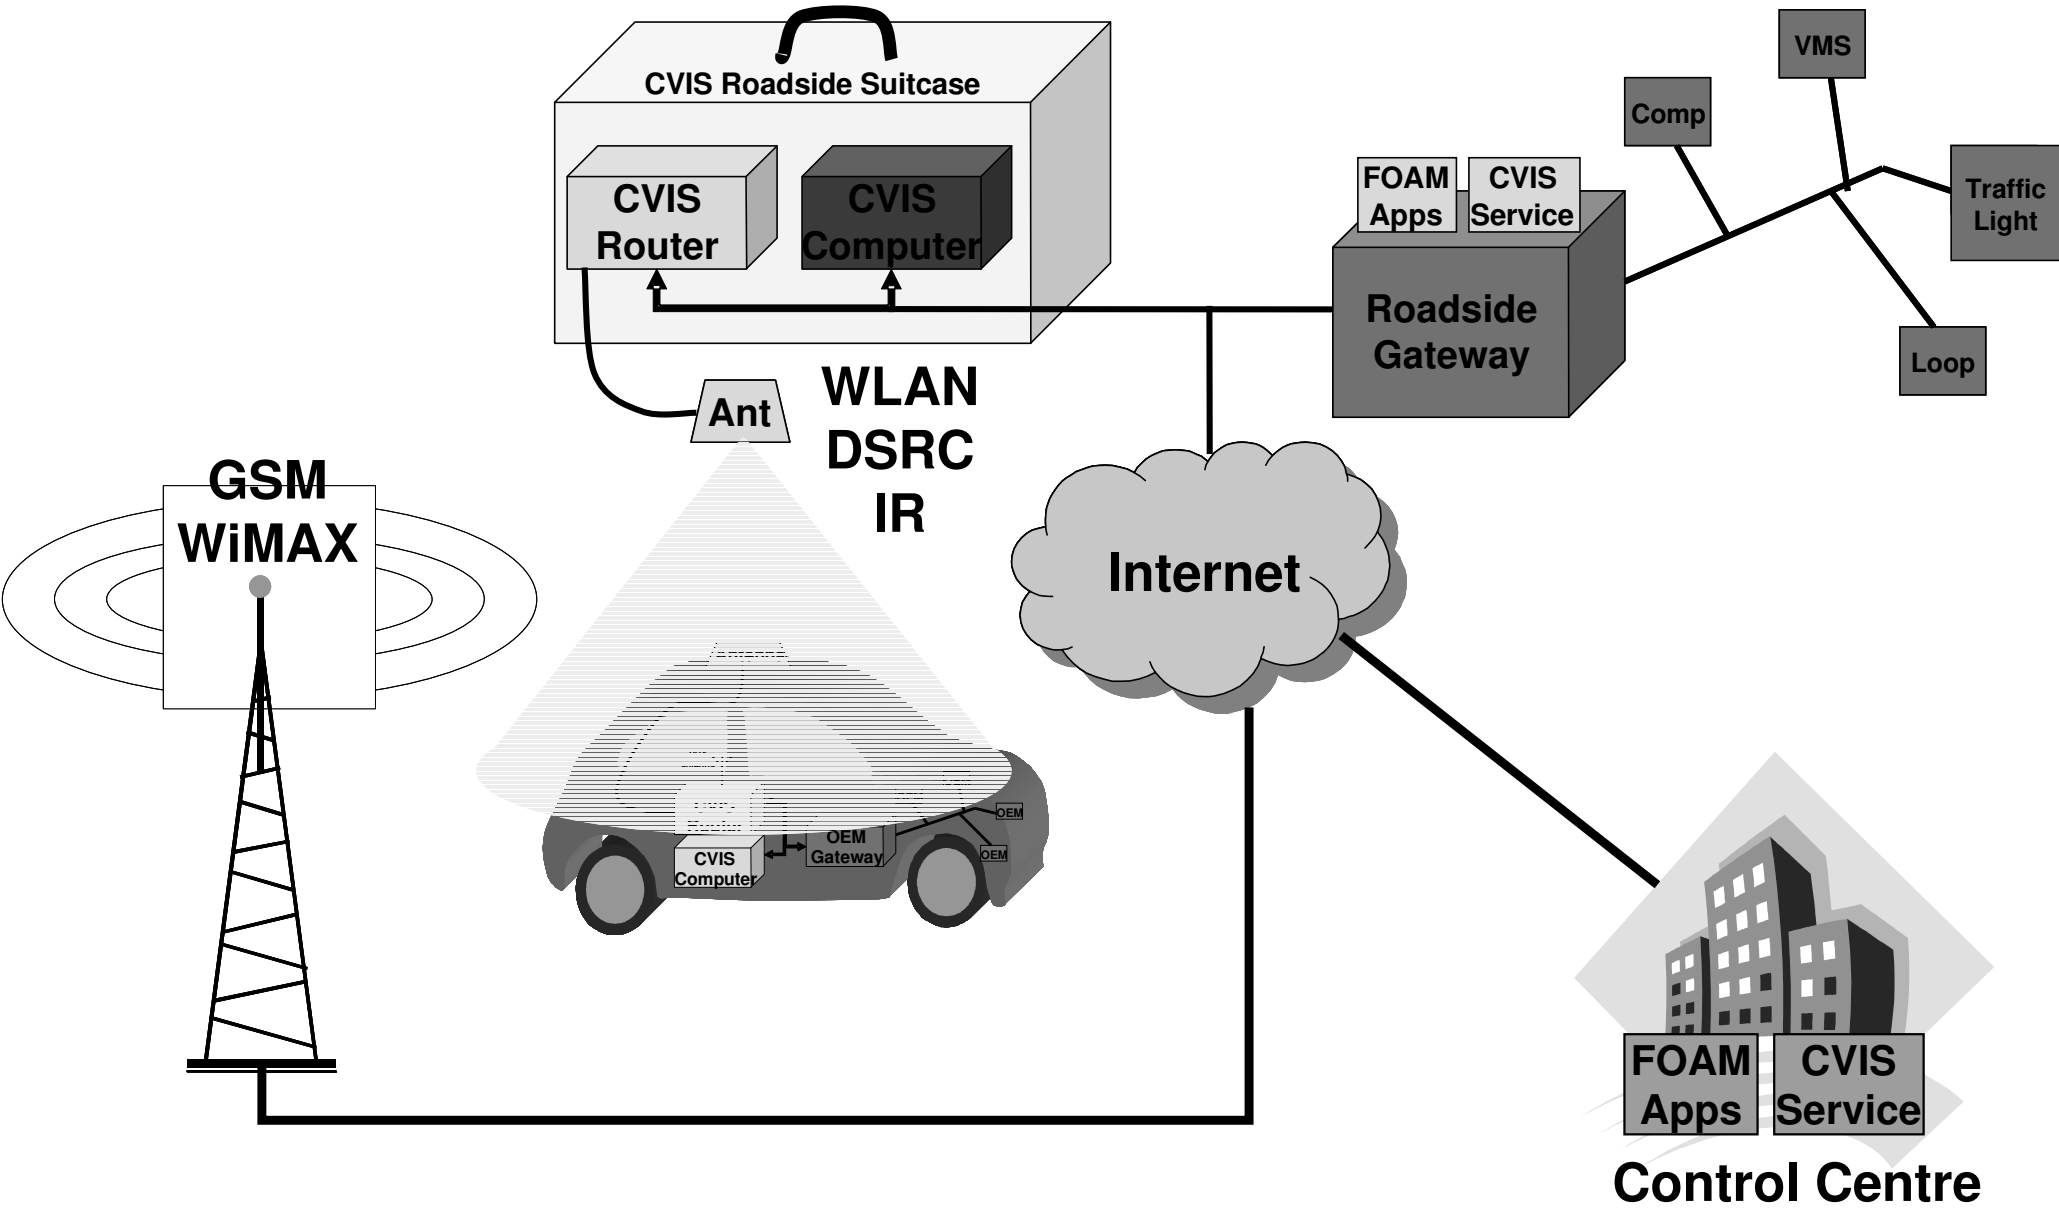 CVIS Roadside Suitcase
CVIS
Router
CVIS
Computer
FOAM
Apps
CVIS
Service
Roadside
Gateway
Comp
VMS
Traffic
Light
Loop
Ant
WLAN
DSRC
IR
GSM
WiMAX
Internet
CVIS
Computer
OEM
Gateway
OEM
OEM
FOAM
Apps
CVIS
Service
Control Centre